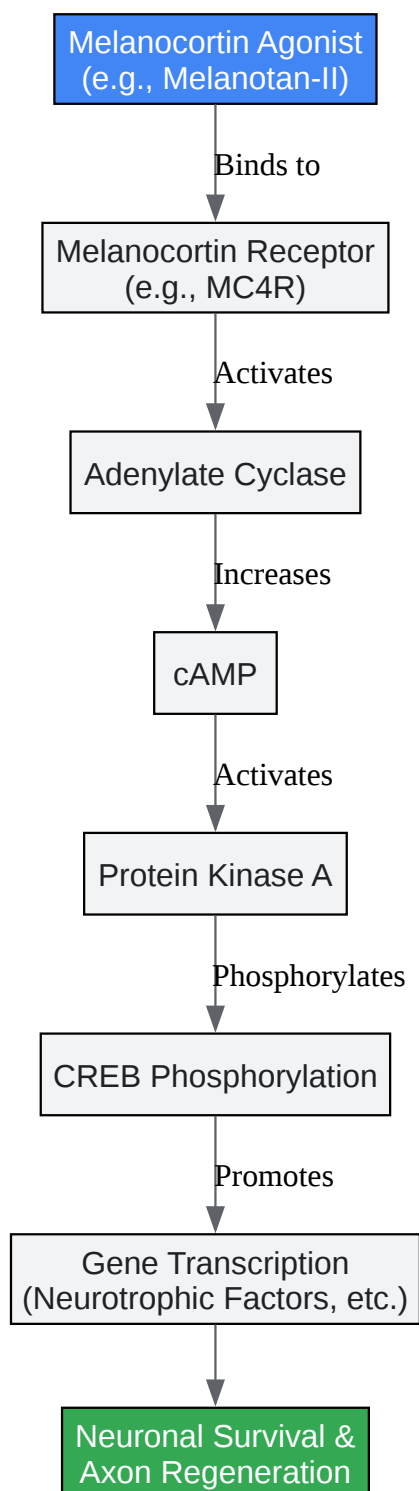 Melanocortin Agonist
(e.g., Melanotan-II)
Binds to
Melanocortin Receptor
(e.g., MC4R)
Activates
Adenylate Cyclase
Increases
cAMP
Activates
Protein Kinase A
Phosphorylates
CREB Phosphorylation
Promotes
Gene Transcription
(Neurotrophic Factors, etc.)
Neuronal Survival &
Axon Regeneration